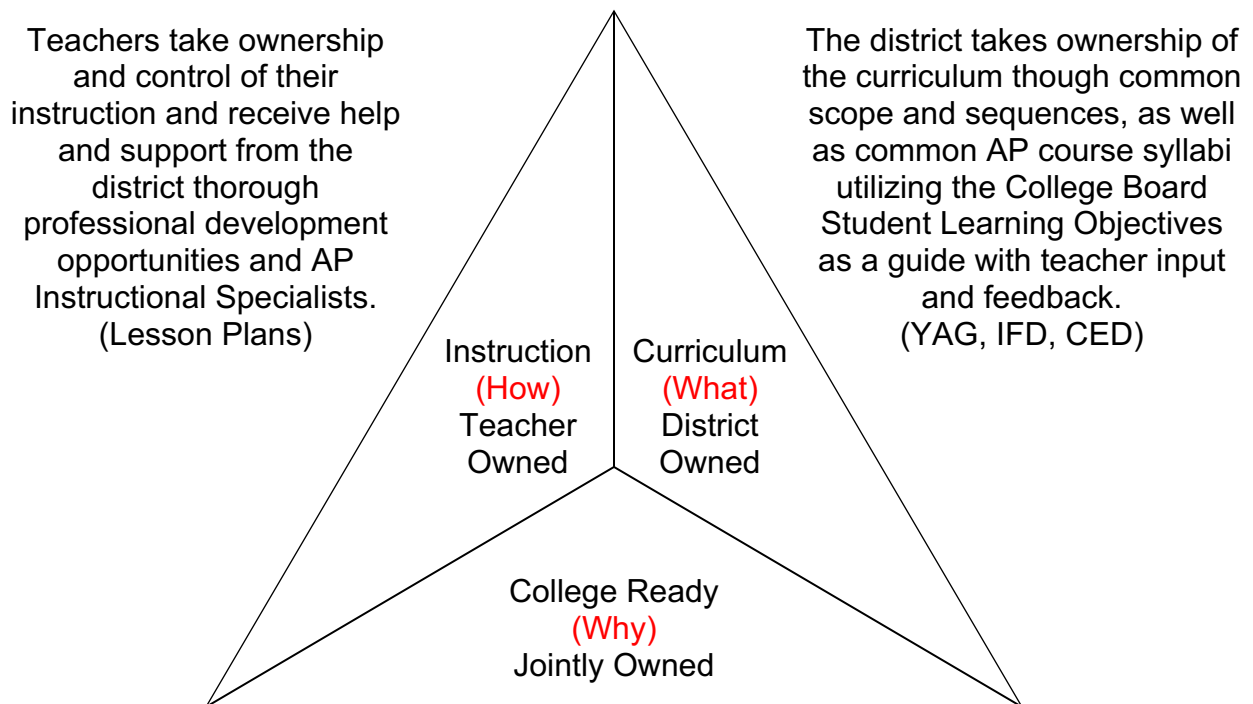 Teachers take ownership
and control of their
instruction and receive help
and support from the
district thorough
professional development
opportunities and AP
Instructional Specialists.
(Lesson Plans)
The district takes ownership of
the curriculum though common
scope and sequences, as well
as common AP course syllabi
utilizing the College Board
Student Learning Objectives
as a guide with teacher input
and feedback.
(YAG, IFD, CED)
Instruction
(How)
Teacher
Owned
Curriculum
(What)
District
Owned
College Ready
(Why)
Jointly Owned